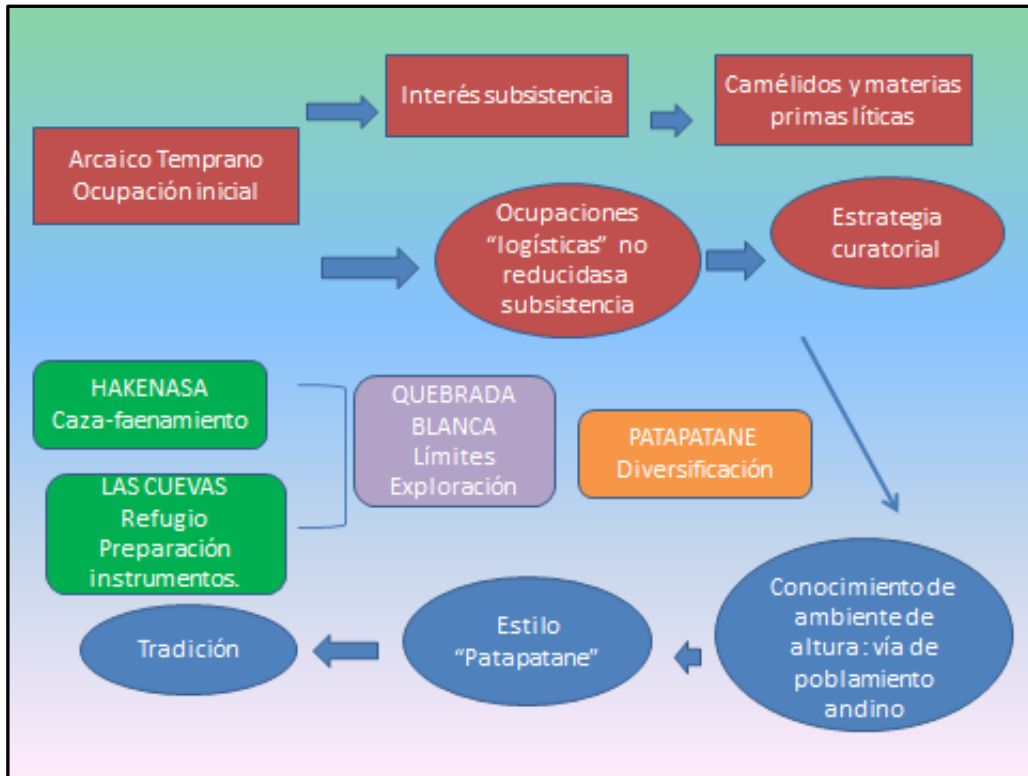 Interés subsistencia
Camélidos y materias
primas líticas
Arcaico Temprano
Ocupación inicial
Ocupaciones
“logísticas” no
reducidasa
subsistencia
Estrategia
curatorial
HAKENASA
Caza-faenamiento
QUEBRADA
BLANCA
Límites
Exploración
PATAPATANE
Diversificación
LAS CUEVAS
Refugio
Preparación
instrumentos.
Conocimiento de
ambiente de
altura: vía de
poblamiento
andino
Estilo
“Patapatane”
Tradición